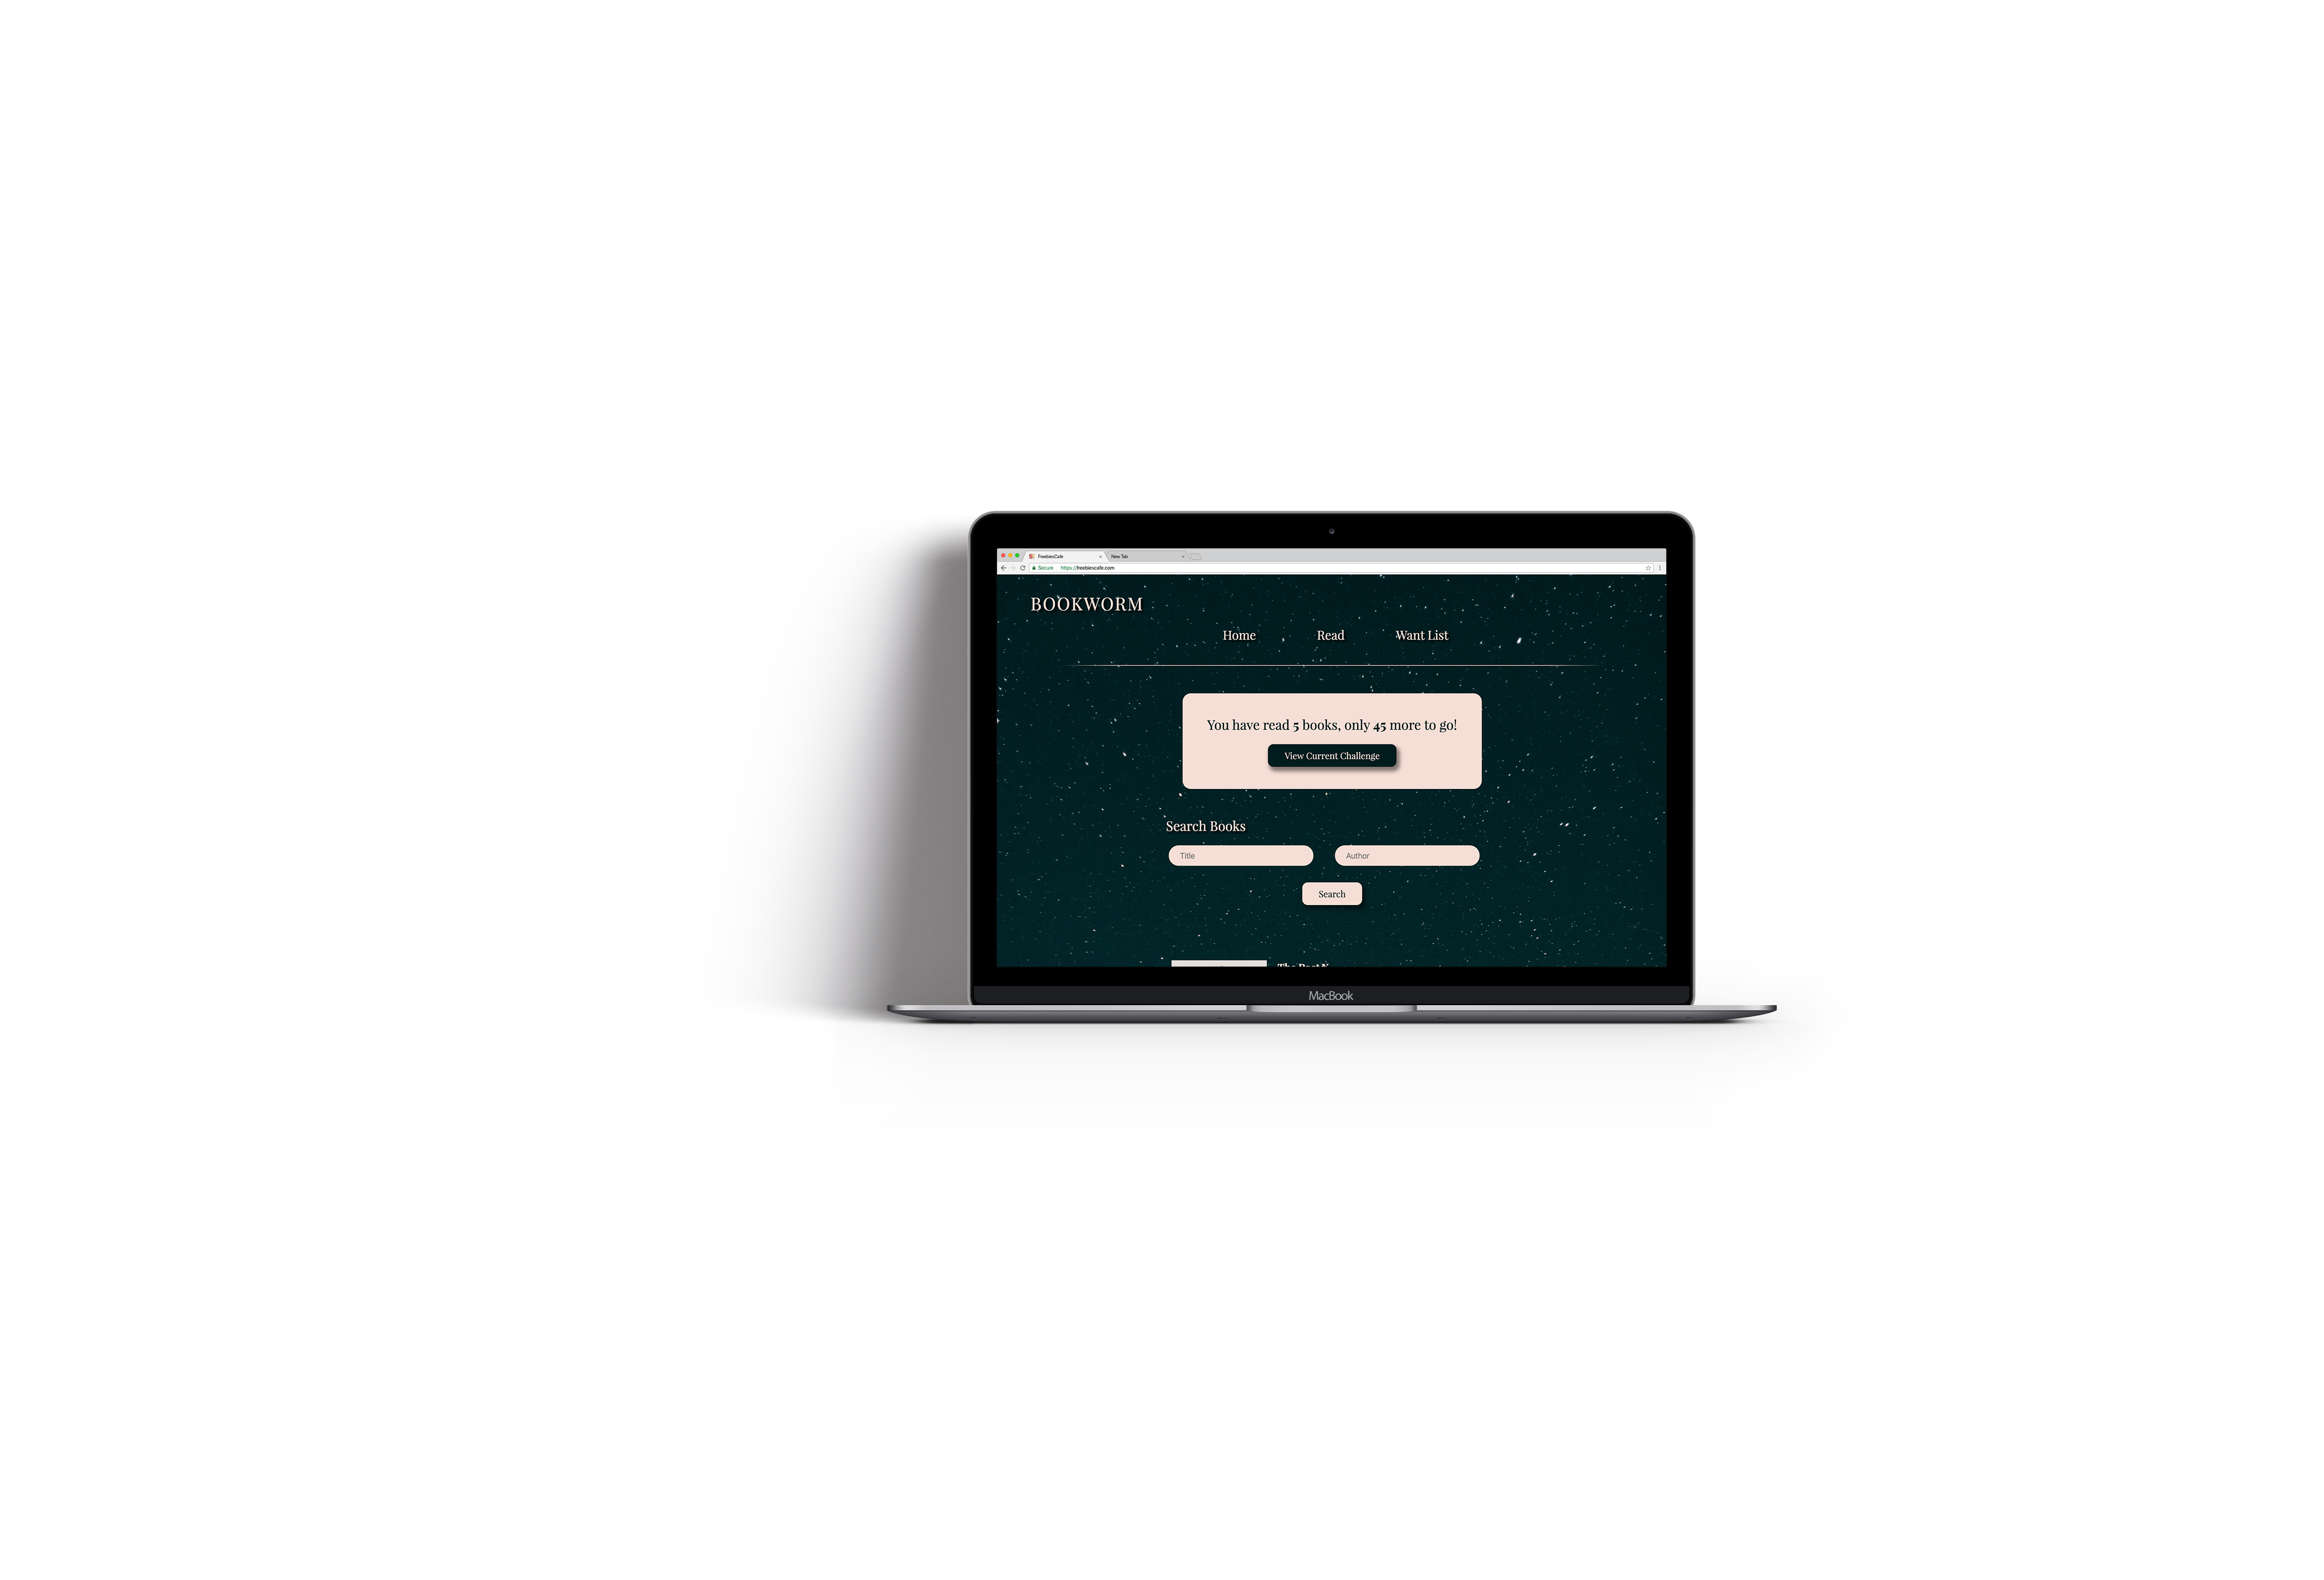 FreebiesCafe
New Tab
Secure https://freebiescafe.com
BOOKWORM
Home Read Want List
You have read 5 books, only 45 more to go!
View Current Challenge
Search Books
Title Author
Search
MacBook